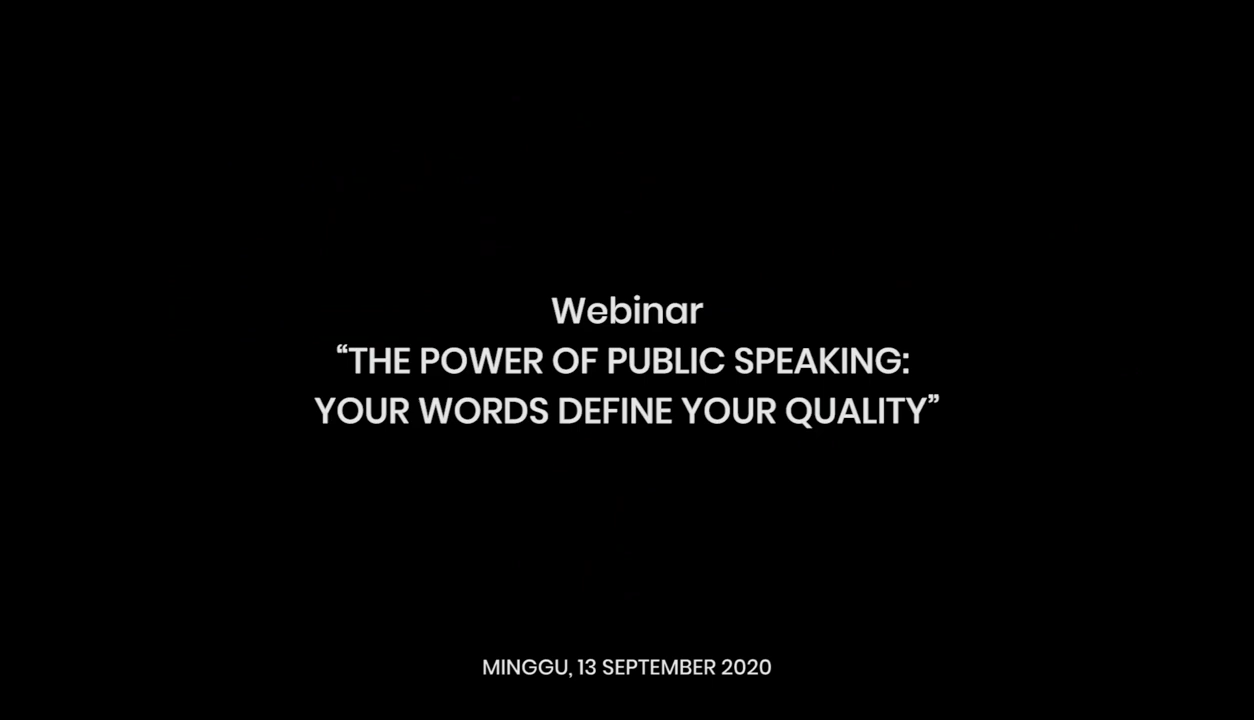 Webinar
“THE POWER OF PUBLIC SPEAKING:
YOUR WORDS DEFINE YOUR QUALITY”
MINGGU, 13 SEPTEMBER 2020